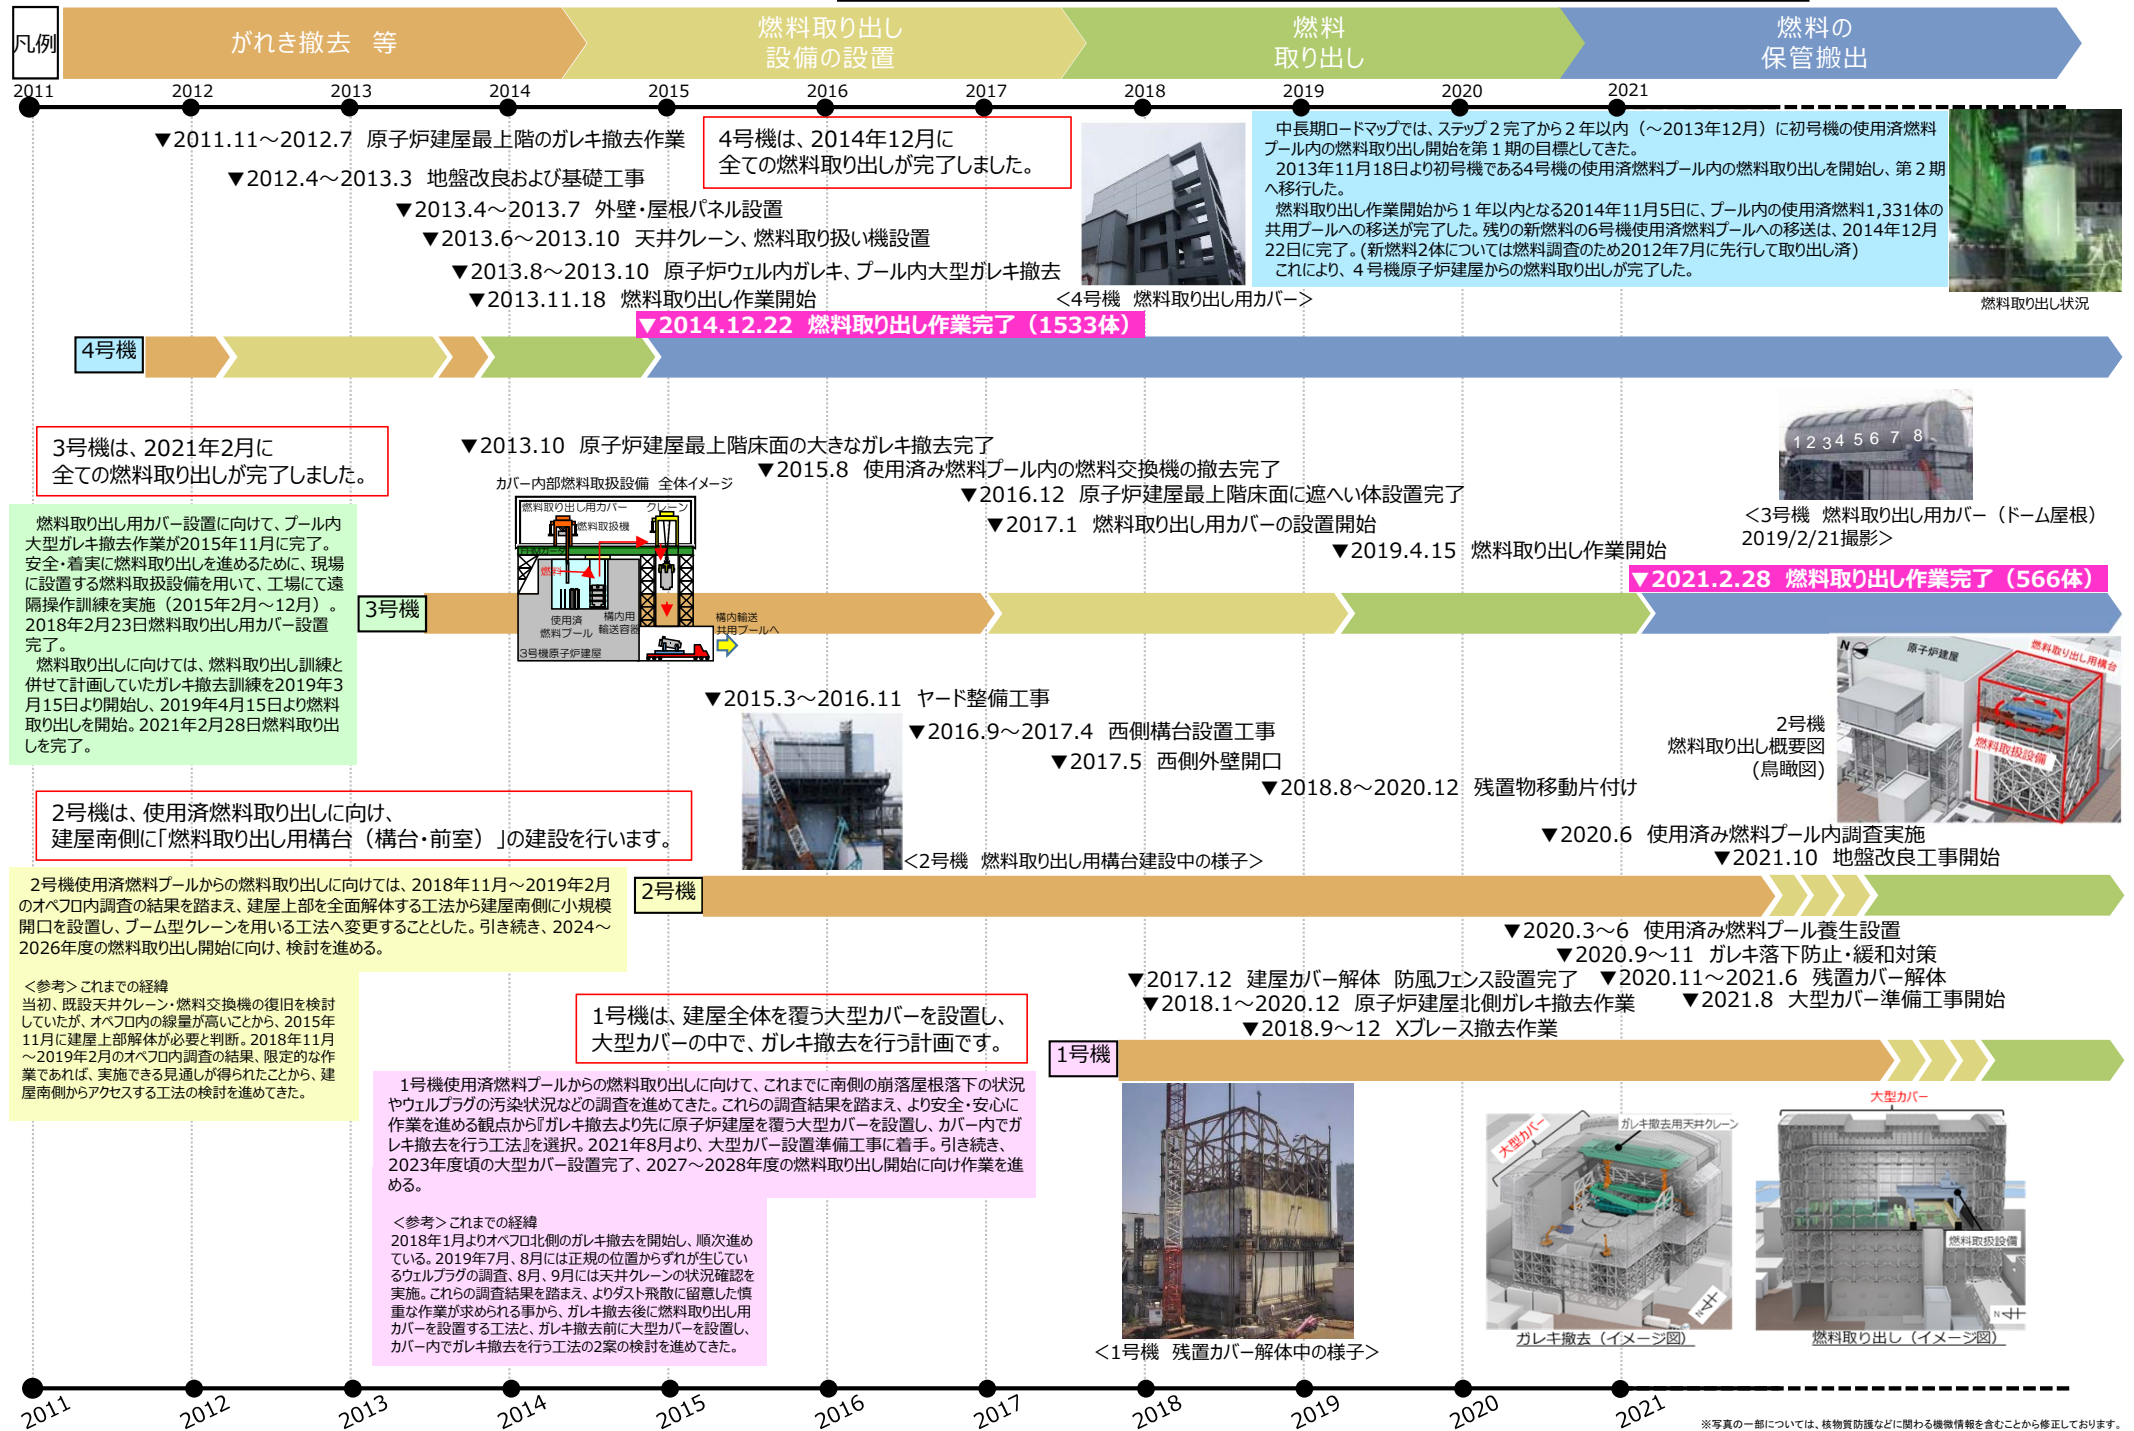 凡例
がれき撤去　等
燃料取り出し
設備の設置
燃料
取り出し
燃料の
保管搬出
2011
2012
2013
2014
2015
2016
2017
2018
2019
2020
2021
▼2011.11～2012.7 原子炉建屋最上階のガレキ撤去作業
▼2012.4～2013.3 地盤改良および基礎工事
▼2013.4～2013.7 外壁・屋根パネル設置
▼2013.6～2013.10 天井クレーン、燃料取り扱い機設置
▼2013.8～2013.10 原子炉ウェル内ガレキ、プール内大型ガレキ撤去
▼2013.11.18 燃料取り出し作業開始
▼2014.12.22 燃料取り出し作業完了（1533体）
4号機は、2014年12月に
全ての燃料取り出しが完了しました。
＜4号機 燃料取り出し用カバー＞
中長期ロードマップでは、ステップ２完了から２年以内（～2013年12月）に初号機の使用済燃料
プール内の燃料取り出し開始を第１期の目標としてきた。
2013年11月18日より初号機である4号機の使用済燃料プール内の燃料取り出しを開始し、第２期
へ移行した。
燃料取り出し作業開始から１年以内となる2014年11月5日に、プール内の使用済燃料1,331体の
共用プールへの移送が完了した。残りの新燃料の6号機使用済燃料プールへの移送は、2014年12月
22日に完了。(新燃料2体については燃料調査のため2012年7月に先行して取り出し済)
これにより、４号機原子炉建屋からの燃料取り出しが完了した。
燃料取り出し状況
4号機
3号機は、2021年2月に
全ての燃料取り出しが完了しました。
▼2013.10 原子炉建屋最上階床面の大きなガレキ撤去完了
▼2015.8 使用済み燃料プール内の燃料交換機の撤去完了
▼2016.12 原子炉建屋最上階床面に遮へい体設置完了
▼2017.1 燃料取り出し用カバーの設置開始
▼2019.4.15 燃料取り出し作業開始
▼2021.2.28 燃料取り出し作業完了（566体）
1 2 3 4 5 6 7 8
＜3号機 燃料取り出し用カバー（ドーム屋根）
2019/2/21撮影＞
カバー内部燃料取扱設備 全体イメージ
燃料取り出し用カバー
クレーン
燃料取扱機
FHMガーダ
燃料
使用済
燃料プール
構内用
輸送容器
3号機原子炉建屋
構内輸送
共用プールへ
燃料取り出し用カバー設置に向けて、プール内
大型ガレキ撤去作業が2015年11月に完了。
安全・着実に燃料取り出しを進めるために、現場
に設置する燃料取扱設備を用いて、工場にて遠
隔操作訓練を実施（2015年2月～12月）。
2018年2月23日燃料取り出し用カバー設置
完了。
燃料取り出しに向けては、燃料取り出し訓練と
併せて計画していたガレキ撤去訓練を2019年3
月15日より開始し、2019年4月15日より燃料
取り出しを開始。2021年2月28日燃料取り出
しを完了。
3号機
▼2015.3～2016.11 ヤード整備工事
▼2016.9～2017.4 西側構台設置工事
▼2017.5 西側外壁開口
▼2018.8～2020.12 残置物移動片付け
▼2020.6 使用済み燃料プール内調査実施
▼2021.10 地盤改良工事開始
＜2号機 燃料取り出し用構台建設中の様子＞
2号機
燃料取り出し概要図
(鳥瞰図)
N
原子炉建屋
燃料取り出し用構台
燃料取扱設備
2号機は、使用済燃料取り出しに向け、
建屋南側に「燃料取り出し用構台（構台・前室）」の建設を行います。
2号機使用済燃料プールからの燃料取り出しに向けては、2018年11月～2019年2月
のオペフロ内調査の結果を踏まえ、建屋上部を全面解体する工法から建屋南側に小規模
開口を設置し、ブーム型クレーンを用いる工法へ変更することとした。引き続き、2024～
2026年度の燃料取り出し開始に向け、検討を進める。
＜参考＞これまでの経緯
当初、既設天井クレーン・燃料交換機の復旧を検討
していたが、オペフロ内の線量が高いことから、2015年
11月に建屋上部解体が必要と判断。2018年11月
～2019年2月のオペフロ内調査の結果、限定的な作
業であれば、実施できる見通しが得られたことから、建
屋南側からアクセスする工法の検討を進めてきた。
2号機
▼2020.3～6 使用済み燃料プール養生設置
▼2020.9～11 ガレキ落下防止・緩和対策
▼2017.12 建屋カバー解体 防風フェンス設置完了
▼2020.11～2021.6 残置カバー解体
▼2018.1～2020.12 原子炉建屋北側ガレキ撤去作業
▼2021.8 大型カバー準備工事開始
▼2018.9～12 Xブレース撤去作業
1号機は、建屋全体を覆う大型カバーを設置し、
大型カバーの中で、ガレキ撤去を行う計画です。
1号機
1号機使用済燃料プールからの燃料取り出しに向けて、これまでに南側の崩落屋根落下の状況
やウェルプラグの汚染状況などの調査を進めてきた。これらの調査結果を踏まえ、より安全・安心に
作業を進める観点から『ガレキ撤去より先に原子炉建屋を覆う大型カバーを設置し、カバー内でガ
レキ撤去を行う工法』を選択。2021年8月より、大型カバー設置準備工事に着手。引き続き、
2023年度頃の大型カバー設置完了、2027～2028年度の燃料取り出し開始に向け作業を進
める。
＜参考＞これまでの経緯
2018年1月よりオペフロ北側のガレキ撤去を開始し、順次進め
ている。2019年7月、8月には正規の位置からずれが生じてい
るウェルプラグの調査、8月、9月には天井クレーンの状況確認を
実施。これらの調査結果を踏まえ、よりダスト飛散に留意した慎
重な作業が求められる事から、ガレキ撤去後に燃料取り出し用
カバーを設置する工法と、ガレキ撤去前に大型カバーを設置し、
カバー内でガレキ撤去を行う工法の2案の検討を進めてきた。
＜1号機 残置カバー解体中の様子＞
大型カバー
ガレキ撤去用天井クレーン
N
ガレキ撤去（イメージ図）
大型カバー
燃料取扱設備
N
燃料取り出し（イメージ図）
2011
2012
2013
2014
2015
2016
2017
2018
2019
2020
2021
※写真の一部については、核物質防護などに関わる機微情報を含むことから修正しております。